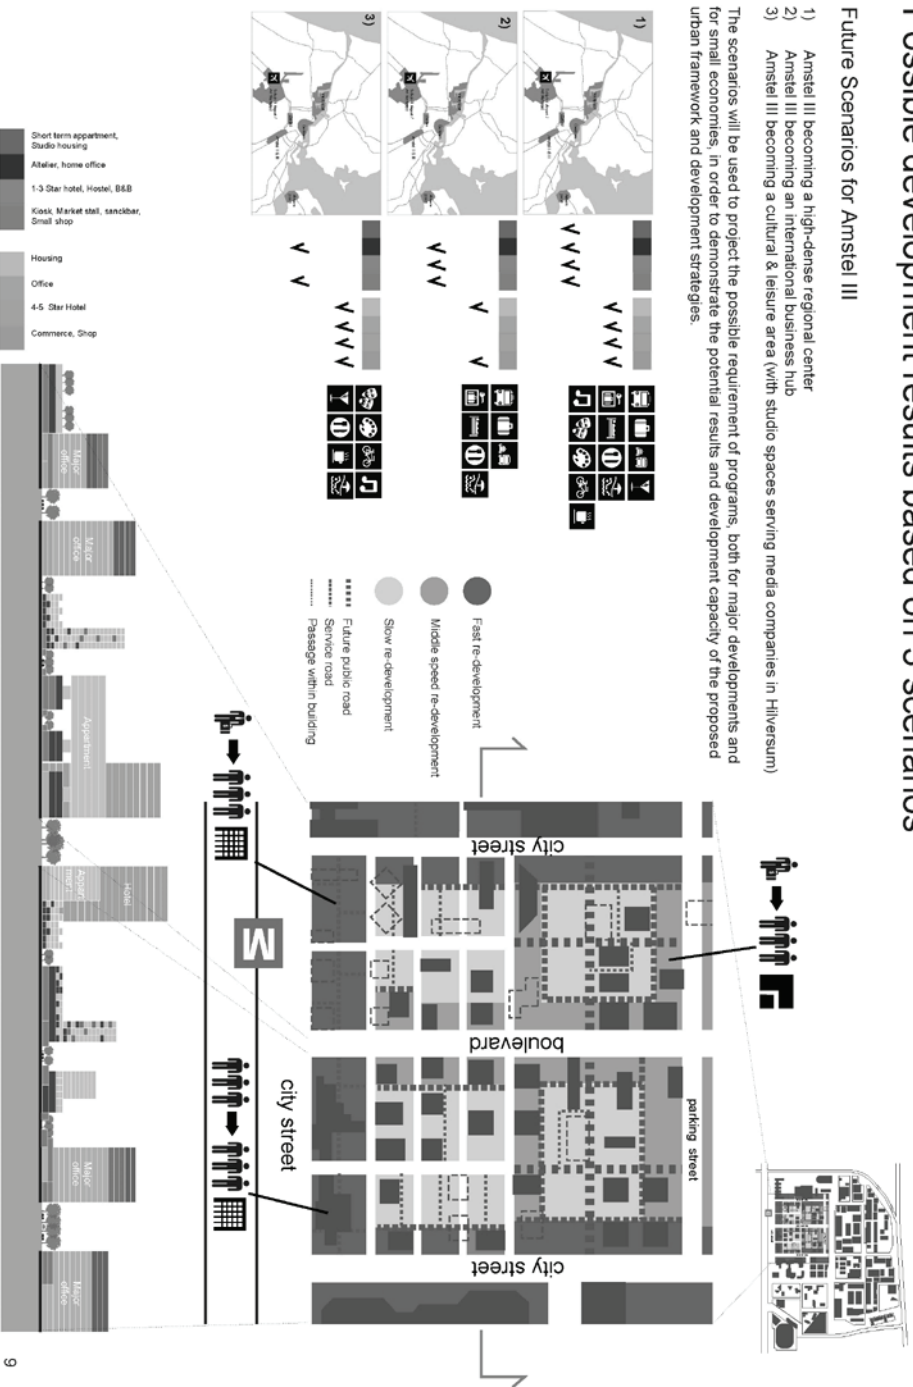 Possible development results based on 3 scenarios
Future Scenarios for Amstel III
1) Amstel III becoming a high-dense regional center
2) Amstel III becoming an international business hub
3) Amstel III becoming a cultural & leisure area (with studio spaces serving media companies in Hilversum)
The scenarios will be used to project the possible requirement of programs, both for major developments and
for small economies, in order to demonstrate the potential results and development capacity of the proposed
urban framework and development strategies.
1)
2)
3)
Fast re-development
Middle speed re-development
Slow re-development
Future public road
Service road
Passage within building
city street
boulevard
parking street
city street
city street
M
Short term appartment,
Studio housing
Altelier, home office
1-3 Star hotel, Hostel, B&B
Kiosk, Market stall, sanckbar,
Small shop
Housing
Office
4-5 Star Hotel
Commerce, Shop
Major
office
Major
office
Appartment
Hotel
Appart
ment
Major
office
Major
office
9